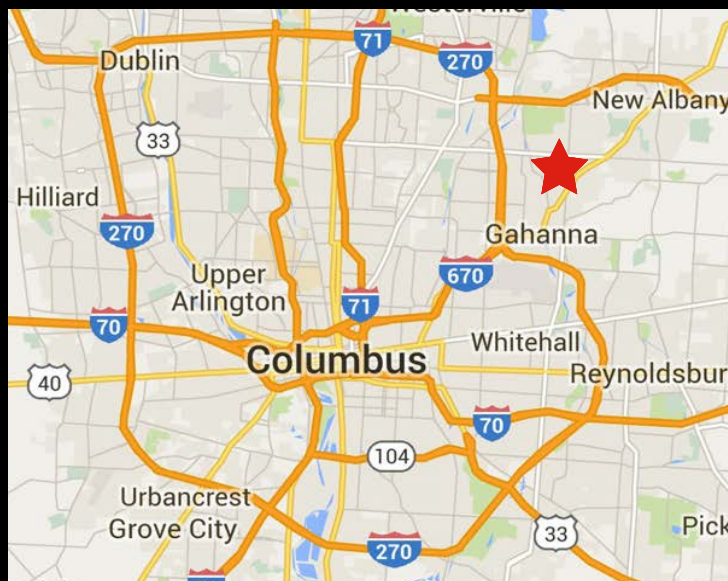 Westerville
71
270
Dublin
New Albany
33
Hilliard
270
Gahanna
670
Upper
Arlington
71
70
Whitehall
Columbus
40
Reynoldsbur
70
104
Urbancrest
Grove City
33
Pick
270